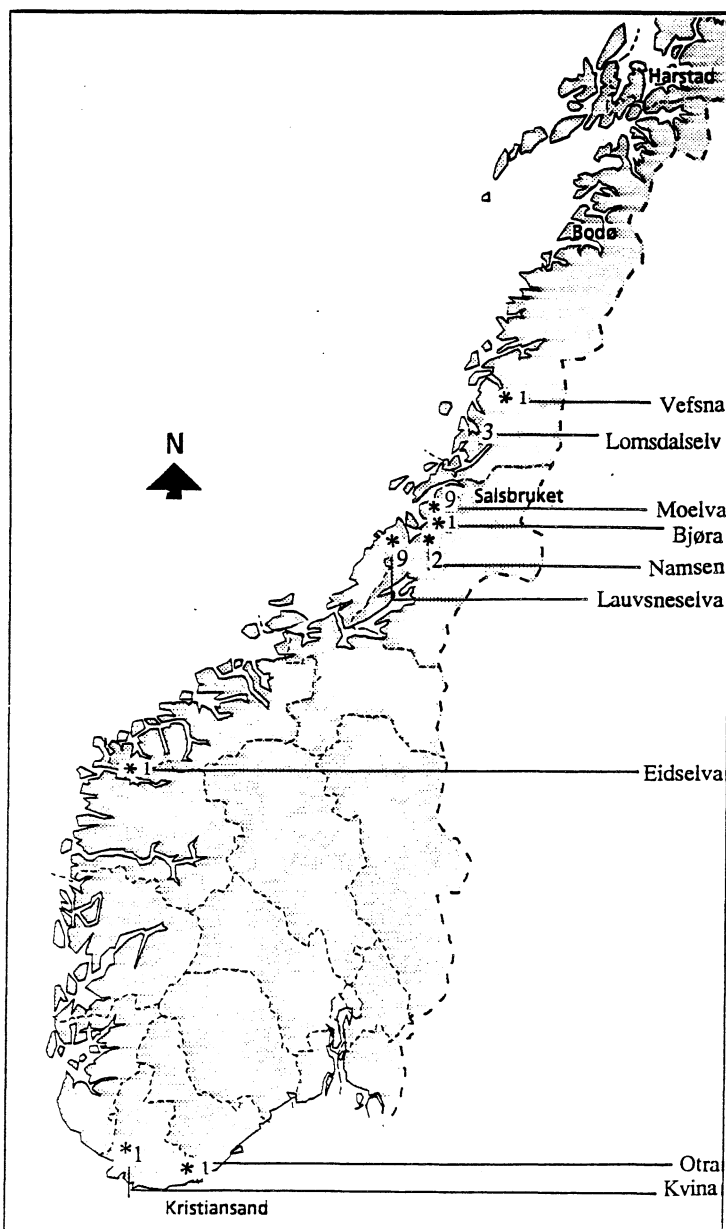 Harstad
Bodø
* 1 Vefsna
3 Lomsdalselv
N
Salsbruket
9
* Moelva
* 1 Bjøra
* 9
* 2 Namsen
Lauvsneselva
* 1 Eidselva
* 1
* 1 Otra
Kvina
Kristiansand